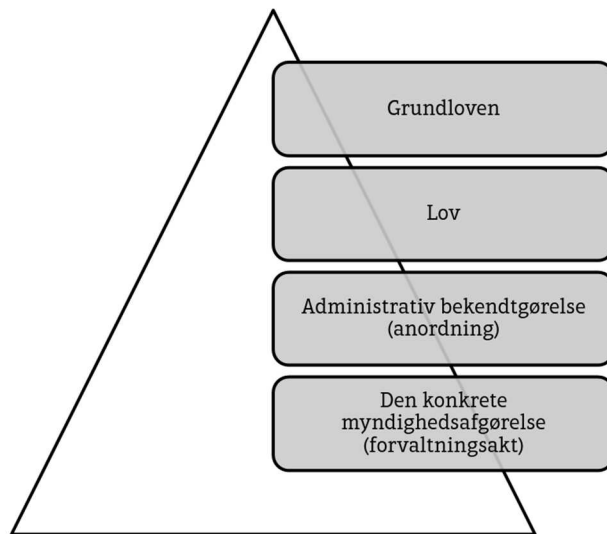 Grundloven
Lov
Administrativ bekendtgørelse
(anordning)
Den konkrete
myndighedsafgørelse
(forvaltningsakt)